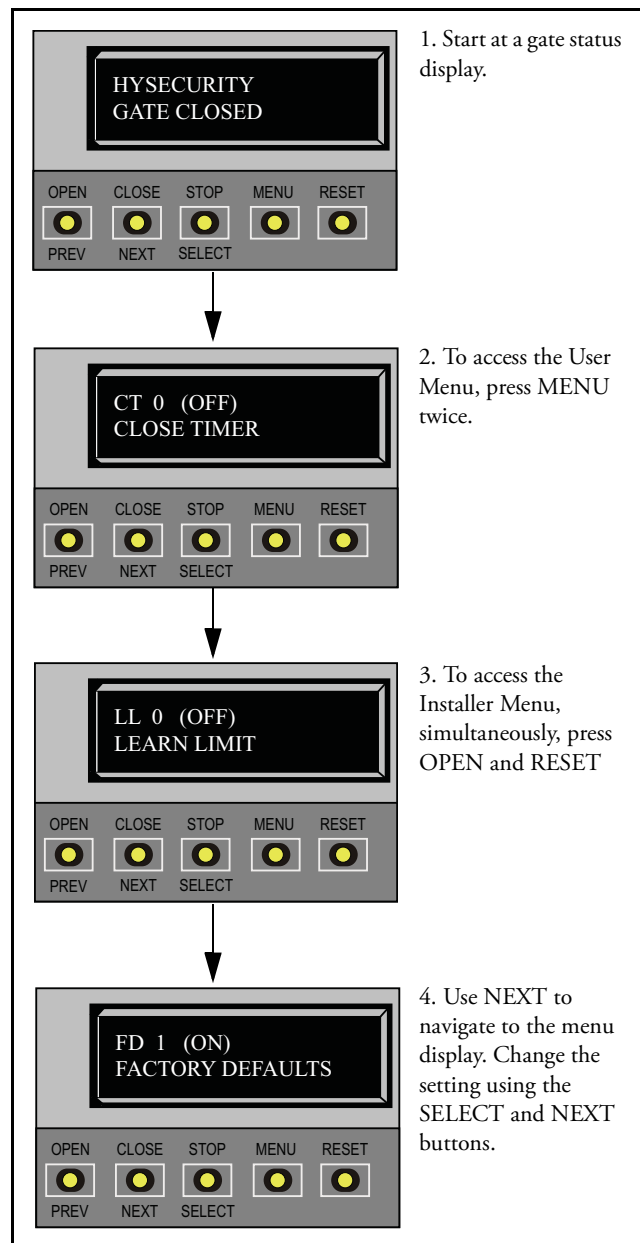 HYSECURITY
GATE CLOSED
OPEN CLOSE STOP MENU RESET
PREV NEXT SELECT
1. Start at a gate status
display.
CT 0 (OFF)
CLOSE TIMER
OPEN CLOSE STOP MENU RESET
PREV NEXT SELECT
2. To access the User
Menu, press MENU
twice.
LL 0 (OFF)
LEARN LIMIT
OPEN CLOSE STOP MENU RESET
PREV NEXT SELECT
3. To access the
Installer Menu,
simultaneously, press
OPEN and RESET
FD 1 (ON)
FACTORY DEFAULTS
OPEN CLOSE STOP MENU RESET
PREV NEXT SELECT
4. Use NEXT to
navigate to the menu
display. Change the
setting using the
SELECT and NEXT
buttons.